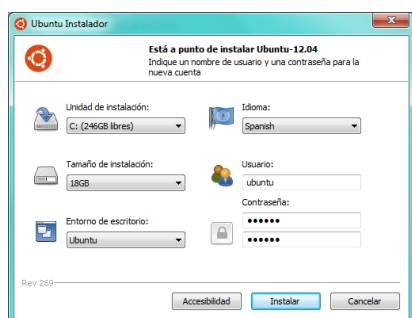 Ubuntu Instalador
Está a punto de instalar Ubuntu-12.04
Indique un nombre de usuario y una contraseña para la
nueva cuenta
Unidad de instalación:
C: (246GB libres)
Idioma:
Spanish
Tamaño de instalación:
18GB
Usuario:
ubuntu
Contraseña:
●●●●●●
Entorno de escritorio:
Ubuntu
●●●●●●
Rev 269
Accesibilidad
Instalar
Cancelar